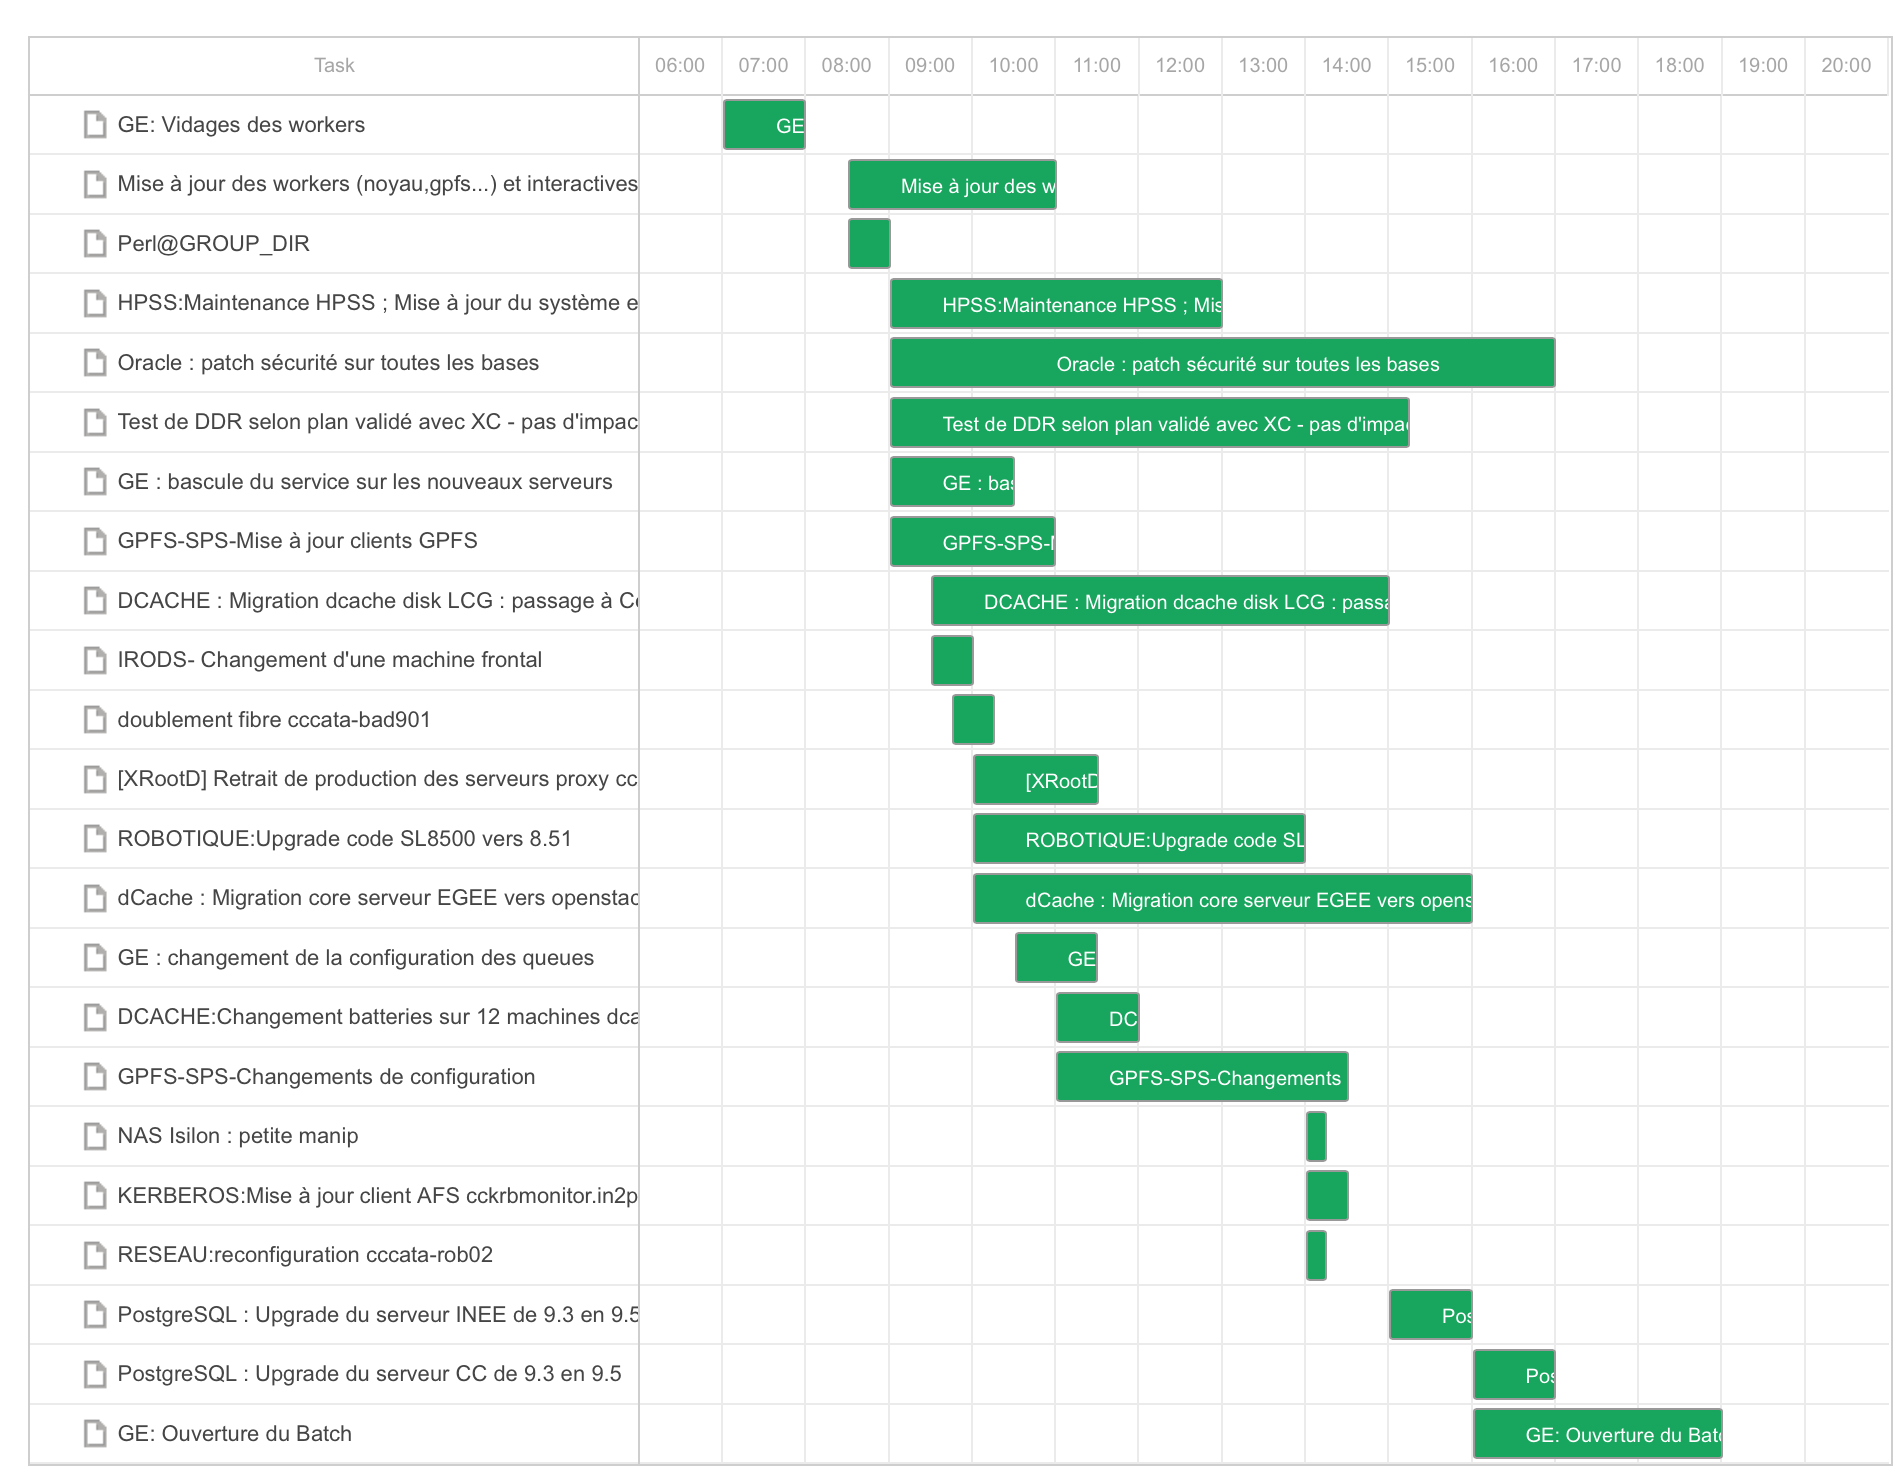 Task 06:00 07:00 08:00 09:00 10:00 11:00 12:00 13:00 14:00 15:00 16:00 17:00 18:00 19:00 20:00
GE: Vidages des workers GE
Mise à jour des workers (noyau,gpfs...) et interactives Mise à jour des w
Perl@GROUP_DIR
HPSS:Maintenance HPSS ; Mise à jour du système e HPSS:Maintenance HPSS ; Mis
Oracle : patch sécurité sur toutes les bases Oracle : patch sécurité sur toutes les bases
Test de DDR selon plan validé avec XC - pas d'impac Test de DDR selon plan validé avec XC - pas d'impa
GE : bascule du service sur les nouveaux serveurs GE : bas
GPFS-SPS-Mise à jour clients GPFS GPFS-SPS-M
DCACHE : Migration dcache disk LCG : passage à Ce DCACHE : Migration dcache disk LCG : passa
IRODS- Changement d'une machine frontal
doublement fibre cccata-bad901
[XRootD] Retrait de production des serveurs proxy cc [XRootD
ROBOTIQUE:Upgrade code SL8500 vers 8.51 ROBOTIQUE:Upgrade code SL
dCache : Migration core serveur EGEE vers openstac dCache : Migration core serveur EGEE vers opens
GE : changement de la configuration des queues GE
DCACHE:Changement batteries sur 12 machines dca DC
GPFS-SPS-Changements de configuration GPFS-SPS-Changements
NAS Isilon : petite manip
KERBEROS:Mise à jour client AFS cckrbmonitor.in2p
RESEAU:reconfiguration cccata-rob02
PostgreSQL : Upgrade du serveur INEE de 9.3 en 9.5 Pos
PostgreSQL : Upgrade du serveur CC de 9.3 en 9.5 Pos
GE: Ouverture du Batch GE: Ouverture du Batc